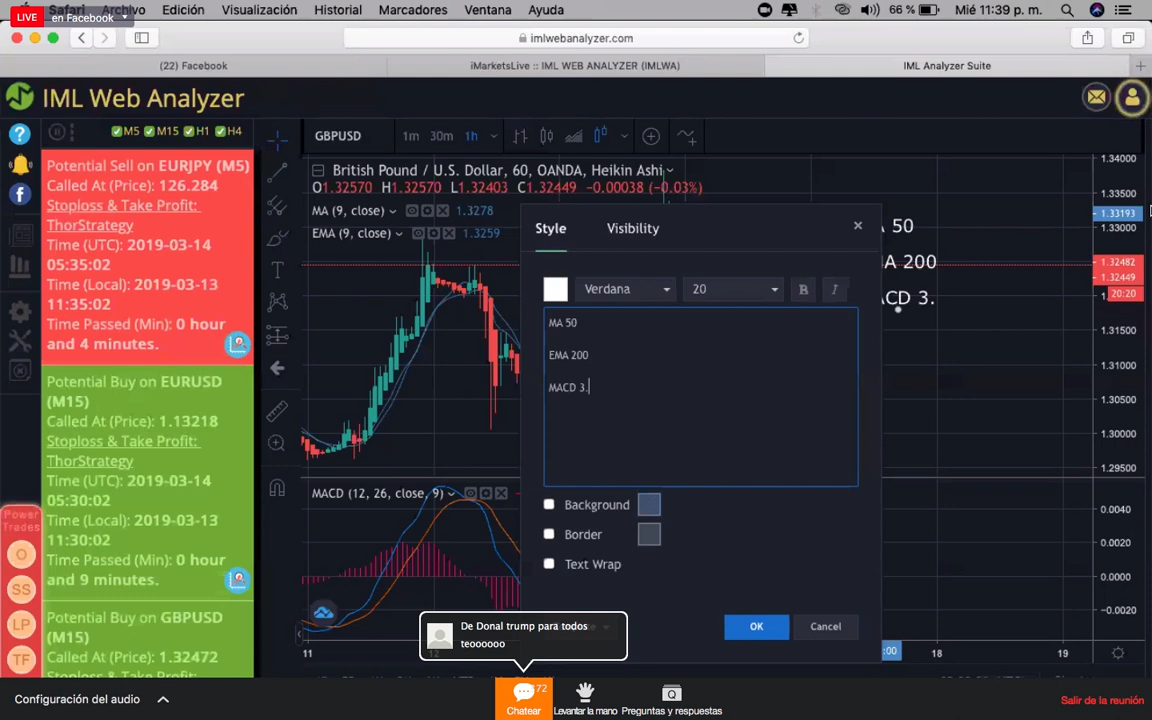 Safari Archivo Edición Visualización Historial Marcadores Ventana Ayuda
66 % Mié 11:39 p. m.
LIVE en Facebook
imlwebanalyzer.com
(22) Facebook
iMarketsLive :: IML WEB ANALYZER (IMLWA)
IML Analyzer Suite
IML Web Analyzer
M5 M15 H1 H4
Potential Sell on EURJPY (M5)
Called At (Price): 126.284
Stoploss & Take Profit:
ThorStrategy
Time (UTC): 2019-03-14
05:35:02
Time (Local): 2019-03-13
11:35:02
Time Passed (Min): 0 hour
and 4 minutes.
Potential Buy on EURUSD
(M15)
Called At (Price): 1.13218
Stoploss & Take Profit:
ThorStrategy
Time (UTC): 2019-03-14
05:30:02
Time (Local): 2019-03-13
11:30:02
Time Passed (Min): 0 hour
and 9 minutes.
Potential Buy on GBPUSD
(M15)
Called At (Price): 1.32472
Power
Trades
O
SS
LP
TF
GBPUSD 1m 30m 1h
British Pound / U.S. Dollar, 60, OANDA, Heikin Ashi
O1.32570 H1.32570 L1.32403 C1.32449 -0.00038 (-0.03%)
MA (9, close) 1.3278
EMA (9, close) 1.3259
MACD (12, 26, close, 9)
Style Visibility
Verdana 20 B I
MA 50
EMA 200
MACD 3.
Background
Border
Text Wrap
OK Cancel
A 50
MA 200
ACD 3.
1.34000
1.33500
1.33193
1.33000
1.32482
1.32449
20:20
1.31500
1.31000
1.30500
1.30000
1.29500
0.0040
0.0020
0.0000
-0.0020
11 12 :00 18 19
De Donal trump para todos
teoooooo
Configuración del audio
172
Chatear
Levantar la mano
Preguntas y respuestas
Salir de la reunión